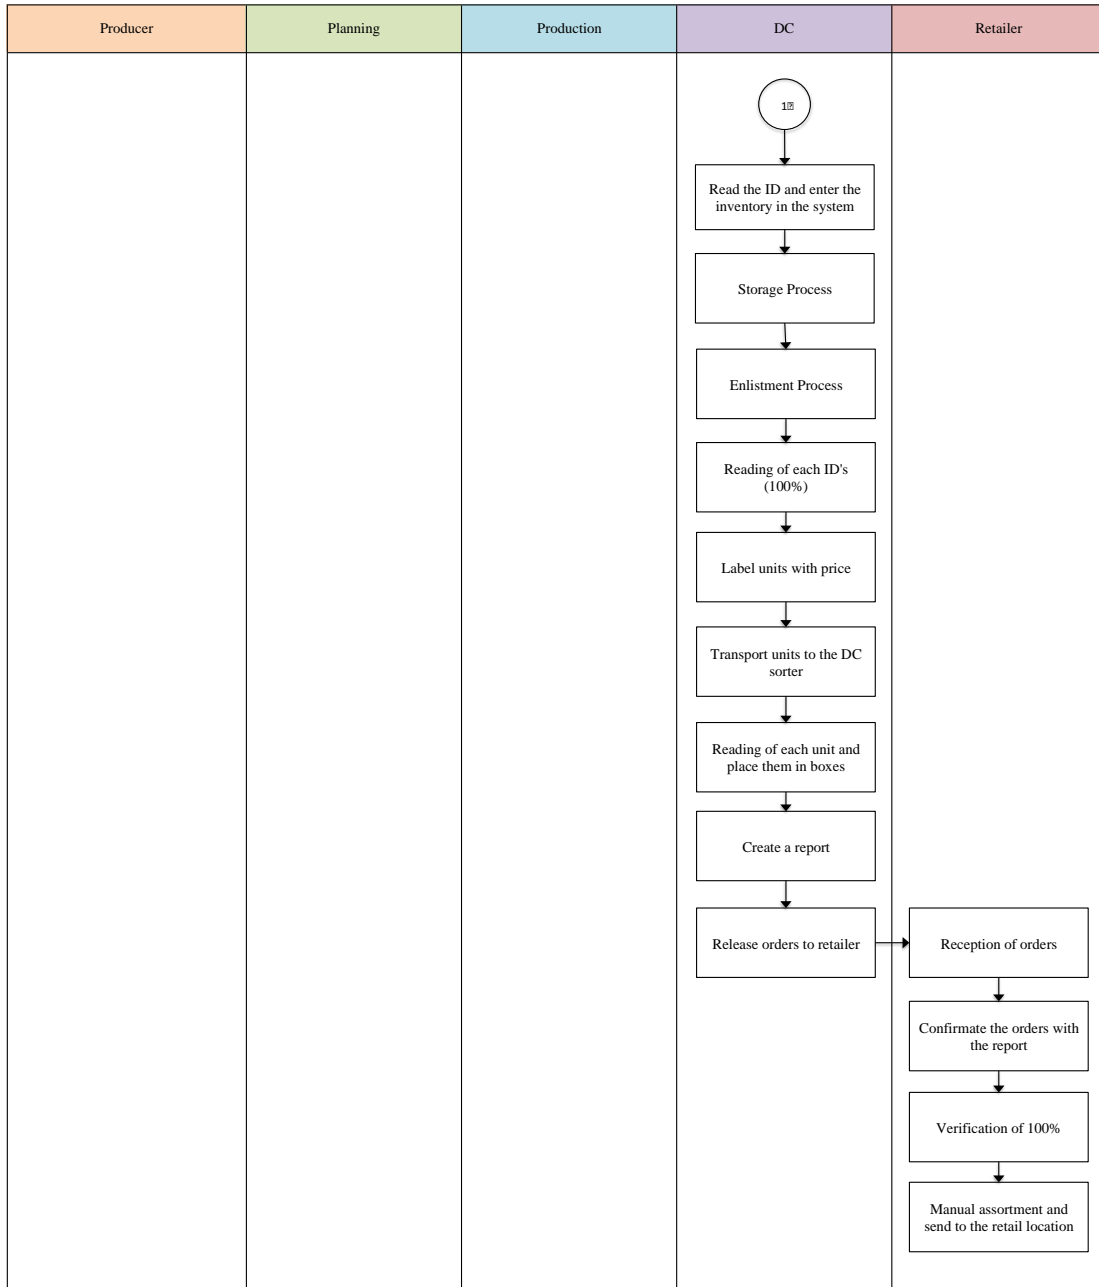 Producer
Planning
Production
DC
Retailer
1
Read the ID and enter the
inventory in the system
Storage Process
Enlistment Process
Reading of each ID's
(100%)
Label units with price
Transport units to the DC
sorter
Reading of each unit and
place them in boxes
Create a report
Release orders to retailer
Reception of orders
Confirmate the orders with
the report
Verification of 100%
Manual assortment and
send to the retail location